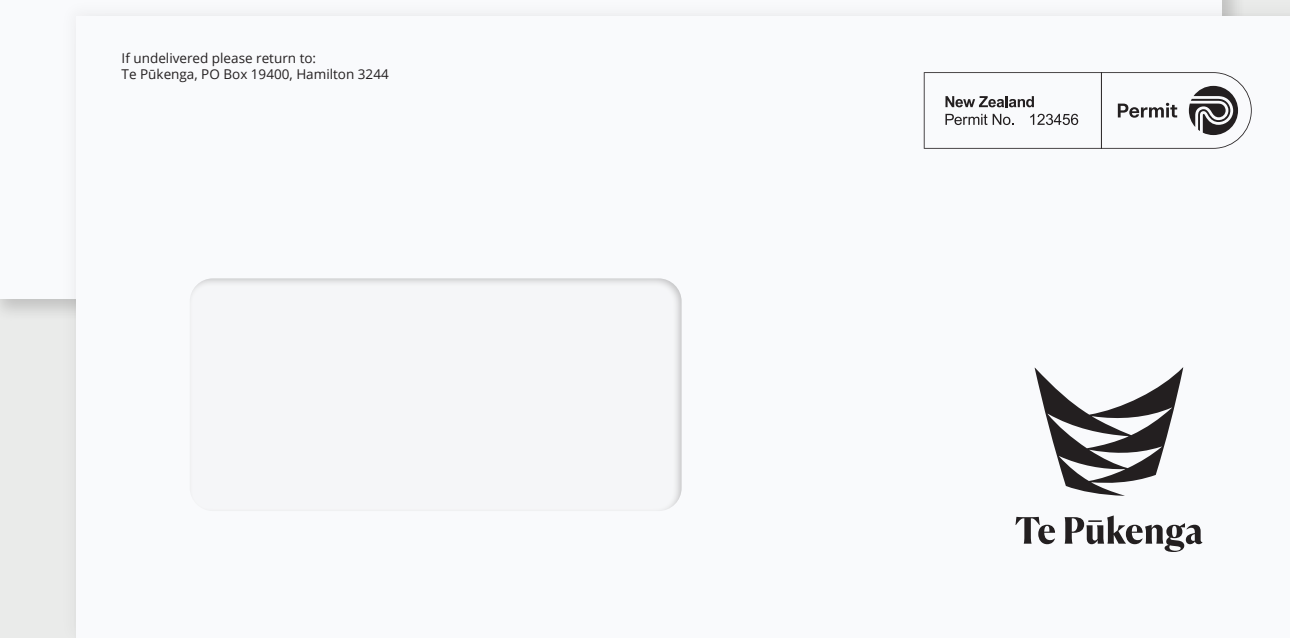 If undelivered please return to:
Te Pūkenga, PO Box 19400, Hamilton 3244
New Zealand
Permit No. 123456
Permit
Te Pūkenga